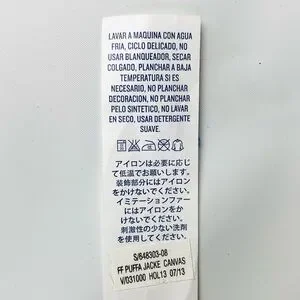 LAVAR A MAQUINA CON AGUA
FRIA, CICLO DELICADO, NO
USAR BLANQUEADOR, SECAR
COLGADO, PLANCHAR A BAJA
TEMPERATURA SI ES
NECESARIO, NO PLANCHAR
DECORACION, NO PLANCHAR
PELO SINTETICO, NO LAVAR
EN SECO, USAR DETERGENTE
SUAVE.
アイロンは必要に応じ
て低温でお願いします。
装飾部分にはアイロン
をかけないでください。
イミテーションファー
にはアイロンをか
けないでください。
刺激性の少ない洗剤
を使用してください。
S/648303-08
FF PUFFA JACKE CANVAS
V/031000 HOL13 07/13